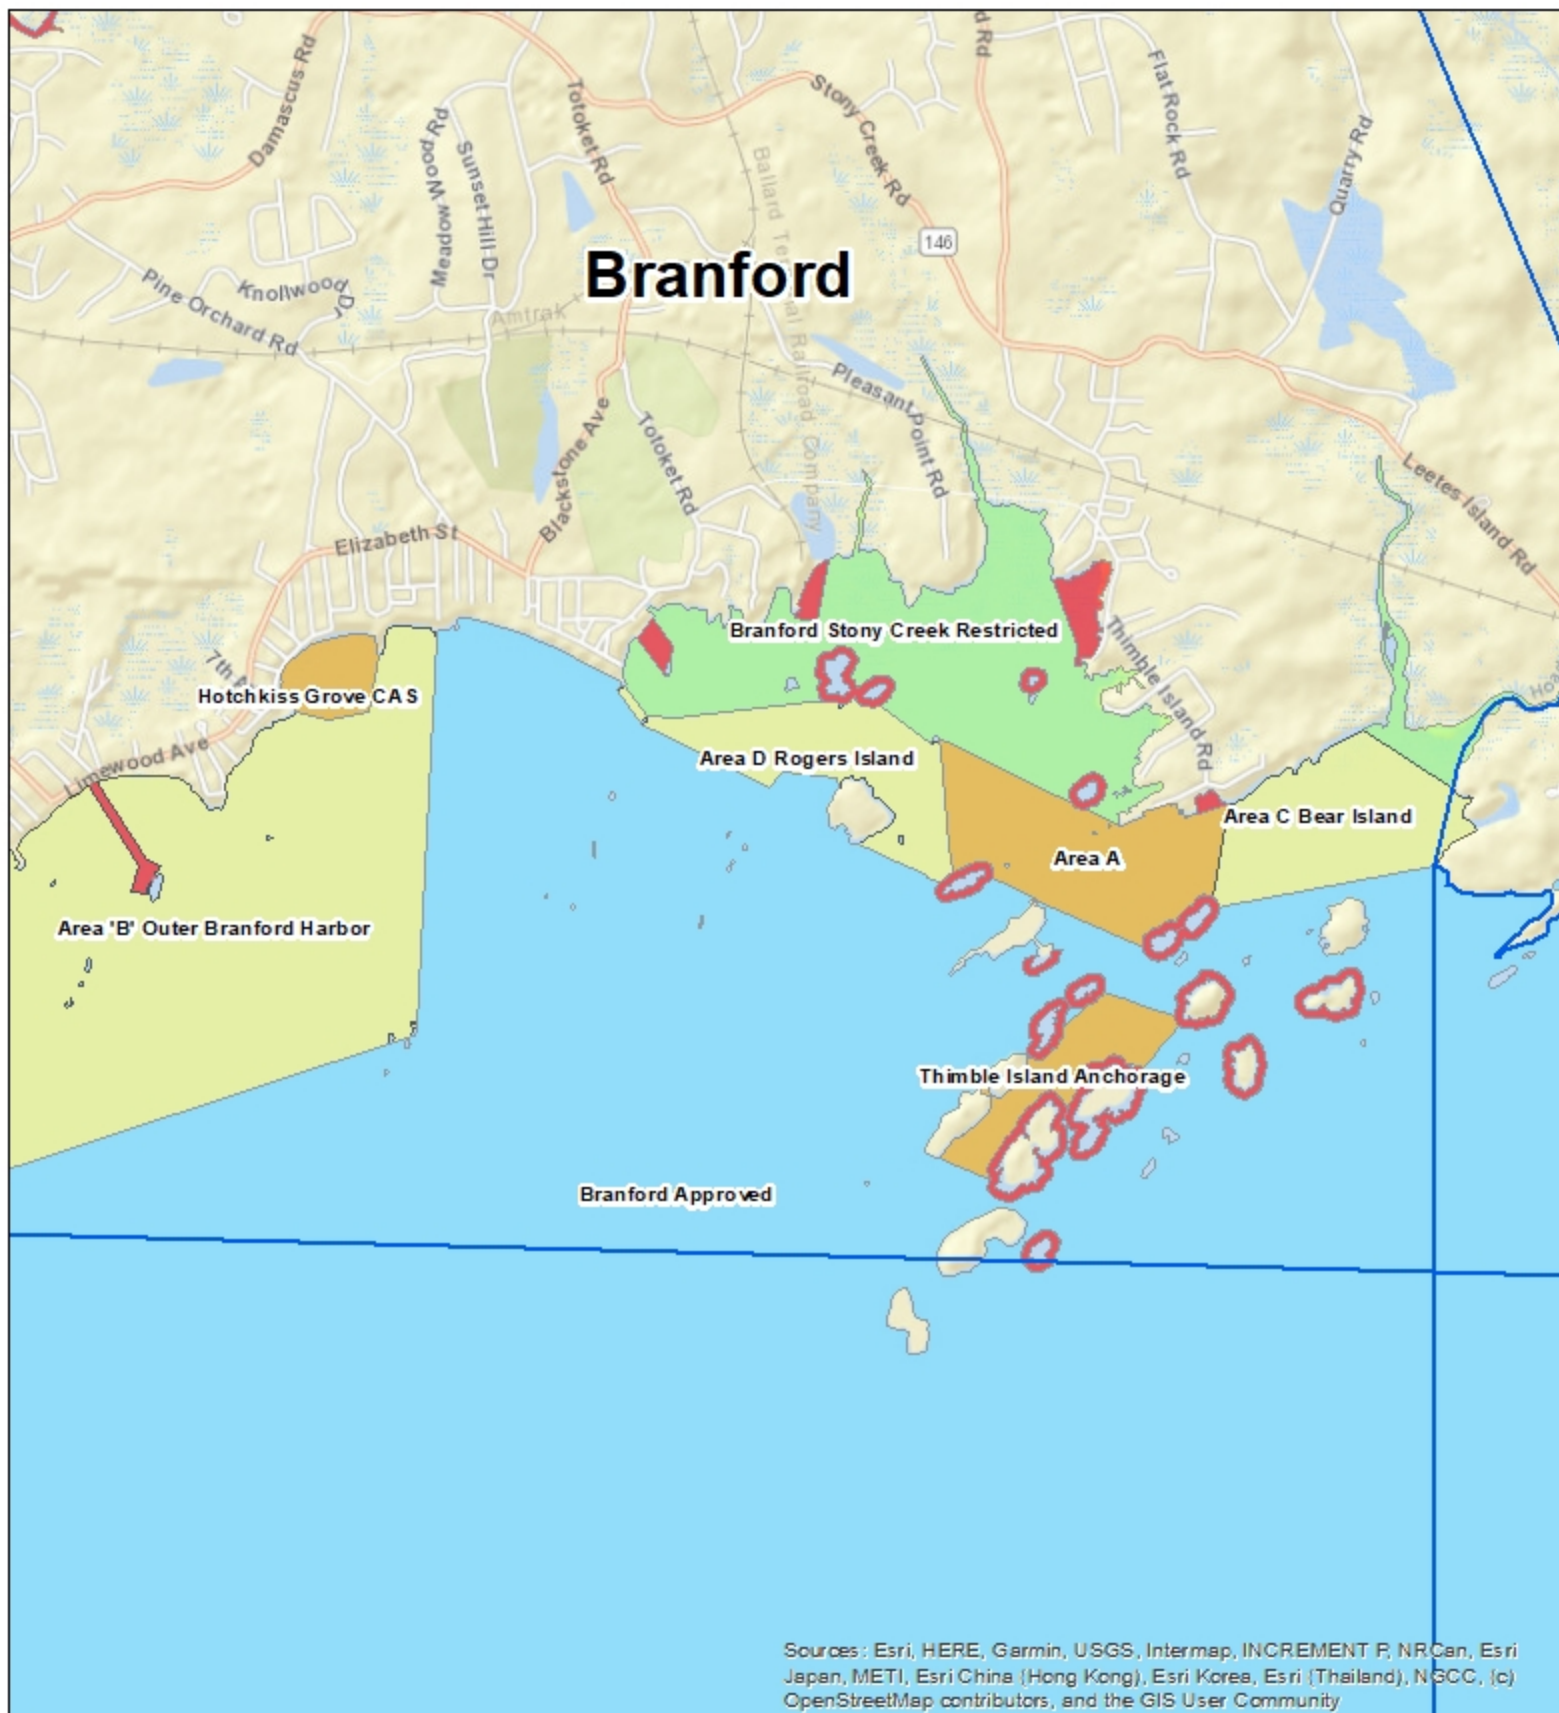 Damascus Rd
Totoket Rd
Meadow Wood Rd
Sunset Hill Dr
Stony Creek Rd
d Rd
Flat Rock Rd
Quarry Rd
146
Branford
Ballard Terminal Railroad Company
Pine Orchard Rd
Knollwood Dr
Amtrak
Pleasant Point Rd
Totoket Rd
Blackstone Ave
Leetes Island Rd
Elizabeth St
Branford Stony Creek Restricted
Thimble Island Rd
7th
Hotchkiss Grove CAS
Limewood Ave
Area D Rogers Island
Area C Bear Island
Area A
Area 'B' Outer Branford Harbor
Thimble Island Anchorage
Branford Approved
Sources: Esri, HERE, Garmin, USGS, Intermap, INCREMENT P, NRCan, Esri
Japan, METI, Esri China (Hong Kong), Esri Korea, Esri (Thailand), NGCC, (c)
OpenStreetMap contributors, and the GIS User Community